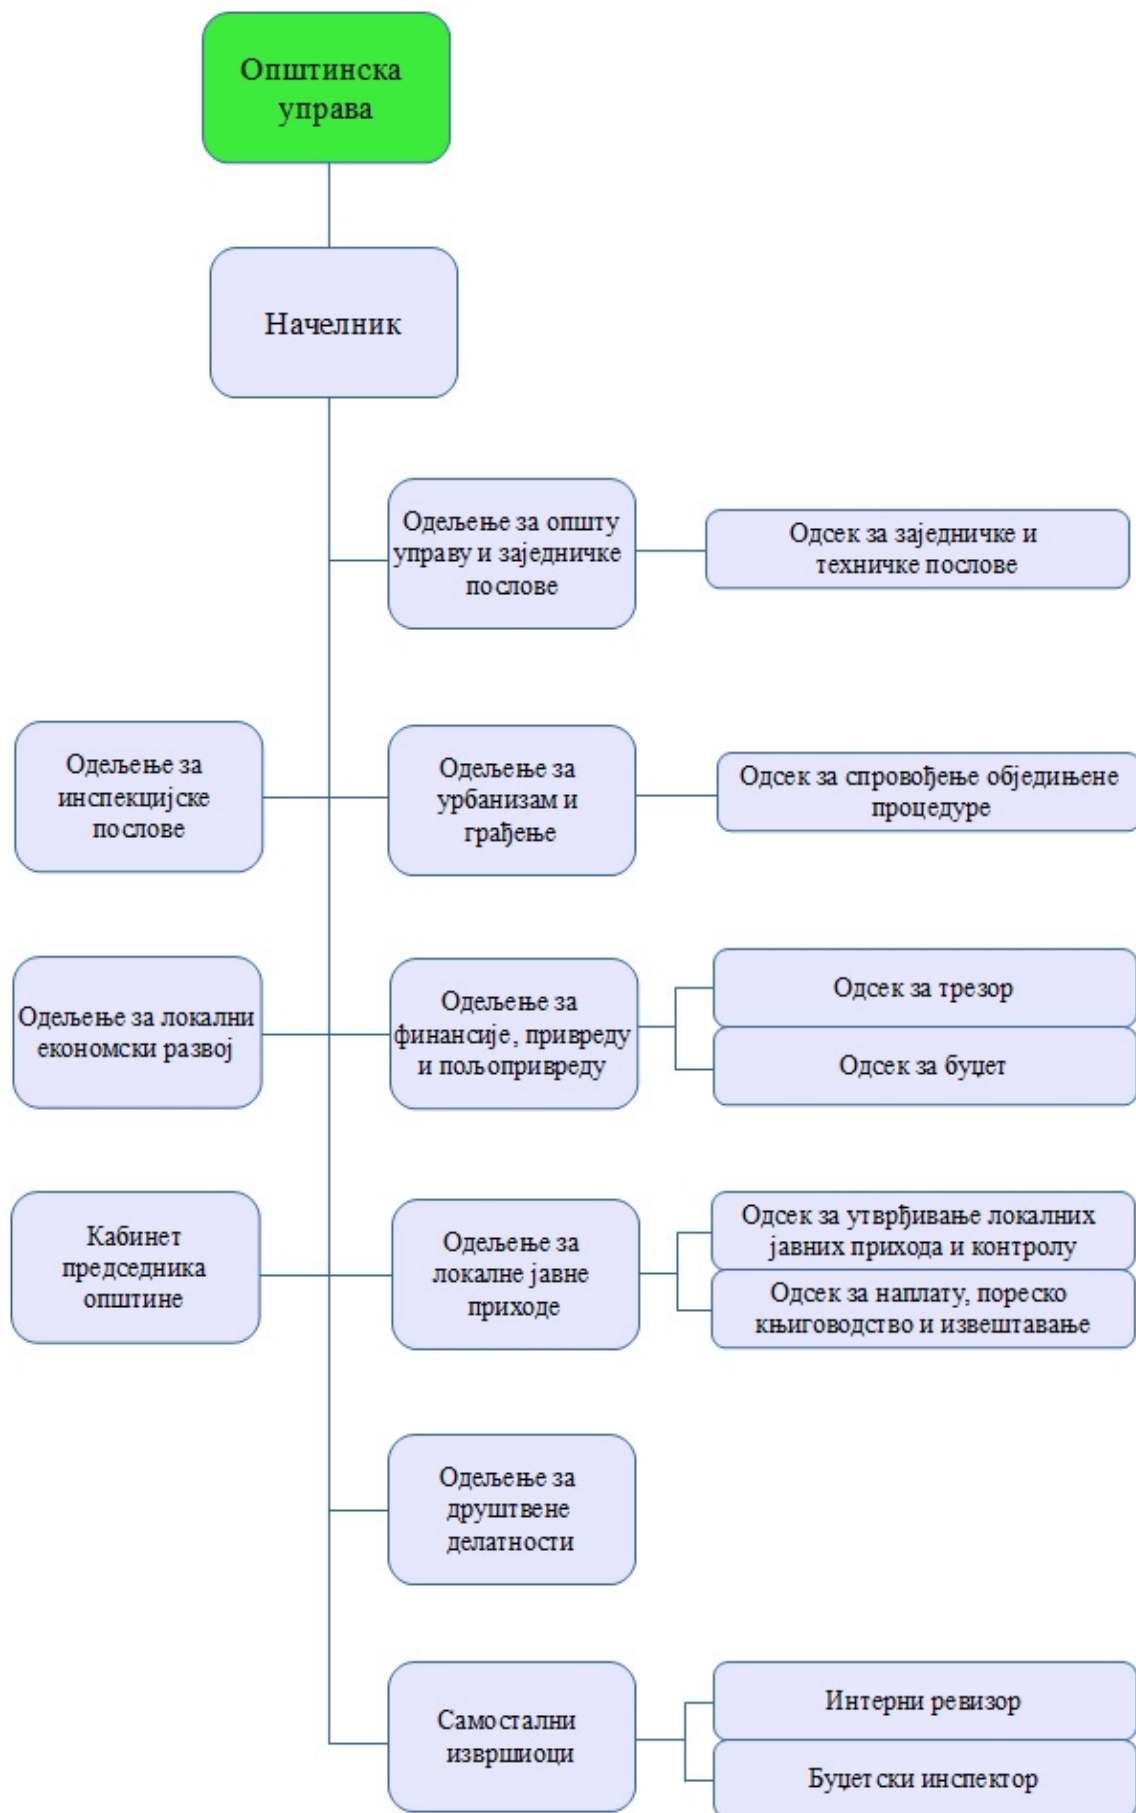 Општинска
управа
Начелник
Одељење за општу
управу и заједничке
послове
Одсек за заједничке и
техничке послове
Одељење за
инспекцијске
послове
Одељење за
урбанизам и
грађење
Одсек за спровођење обједињене
процедуре
Одељење за локални
економски развој
Одељење за
финансије, привреду
и пољопривреду
Одсек за трезор
Одсек за буџет
Кабинет
председника
општине
Одељење за
локалне јавне
приходе
Одсек за утврђивање локалних
јавних прихода и контролу
Одсек за наплату, пореско
књиговодство и извештавање
Одељење за
друштвене
делатности
Самостални
извршиоци
Интерни ревизор
Буџетски инспектор